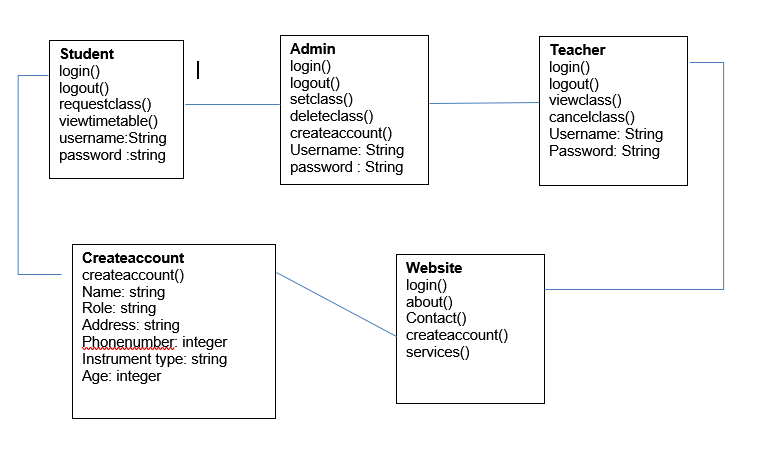 Student
login()
logout()
requestclass()
viewtimetable()
username:String
password :string
Admin
login()
logout()
setclass()
deleteclass()
createaccount()
Username: String
password : String
Teacher
login()
logout()
viewclass()
cancelclass()
Username: String
Password: String
Createaccount
createaccount()
Name: string
Role: string
Address: string
Phonenumber: integer
Instrument type: string
Age: integer
Website
login()
about()
Contact()
createaccount()
services()